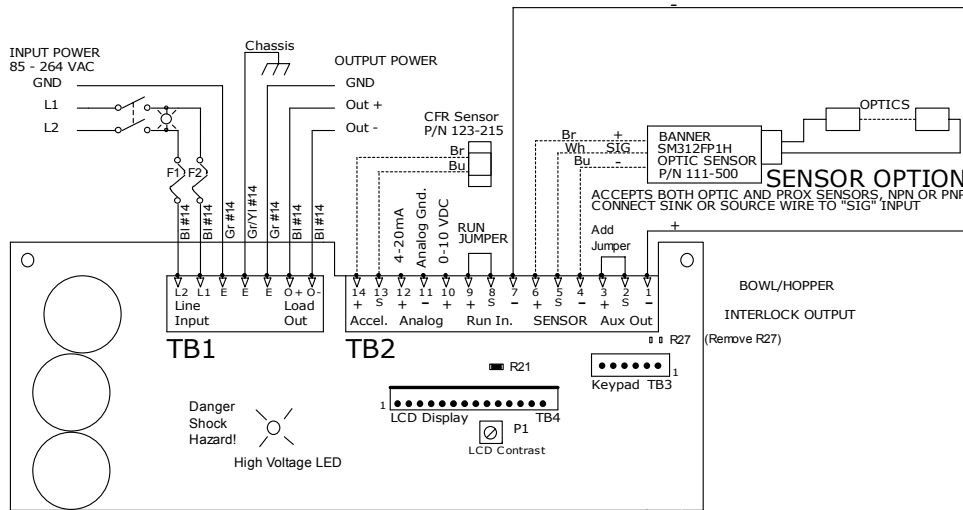 −
INPUT POWER
85 - 264 VAC
GND
L1
L2
Chassis
OUTPUT POWER
GND
Out +
Out -
F1
F2
Bl #14
Bl #14
Gr #14
Gr/Yl #14
Gr #14
Bl #14
Bl #14
CFR Sensor
P/N 123-215
Br
Bu
4-20mA
Analog Gnd.
0-10 VDC
RUN
JUMPER
Br +
Wh SIG
Bu -
BANNER
SM312FP1H
OPTIC SENSOR
P/N 111-500
OPTICS
SENSOR OPTION
ACCEPTS BOTH OPTIC AND PROX SENSORS, NPN OR PNP
CONNECT SINK OR SOURCE WIRE TO "SIG" INPUT
Add
Jumper
+
L2 L1 E E E O+ O-
Line Load
Input Out
TB1
14 13 12 11 10 9 8 7 6 5 4 3 2 1
+ S + − + + S − + S − + S −
Accel. Analog Run In. SENSOR Aux Out
TB2
BOWL/HOPPER
INTERLOCK OUTPUT
R27 (Remove R27)
R21
1
Keypad TB3
1
LCD Display TB4
P1
LCD Contrast
Danger
Shock
Hazard!
High Voltage LED